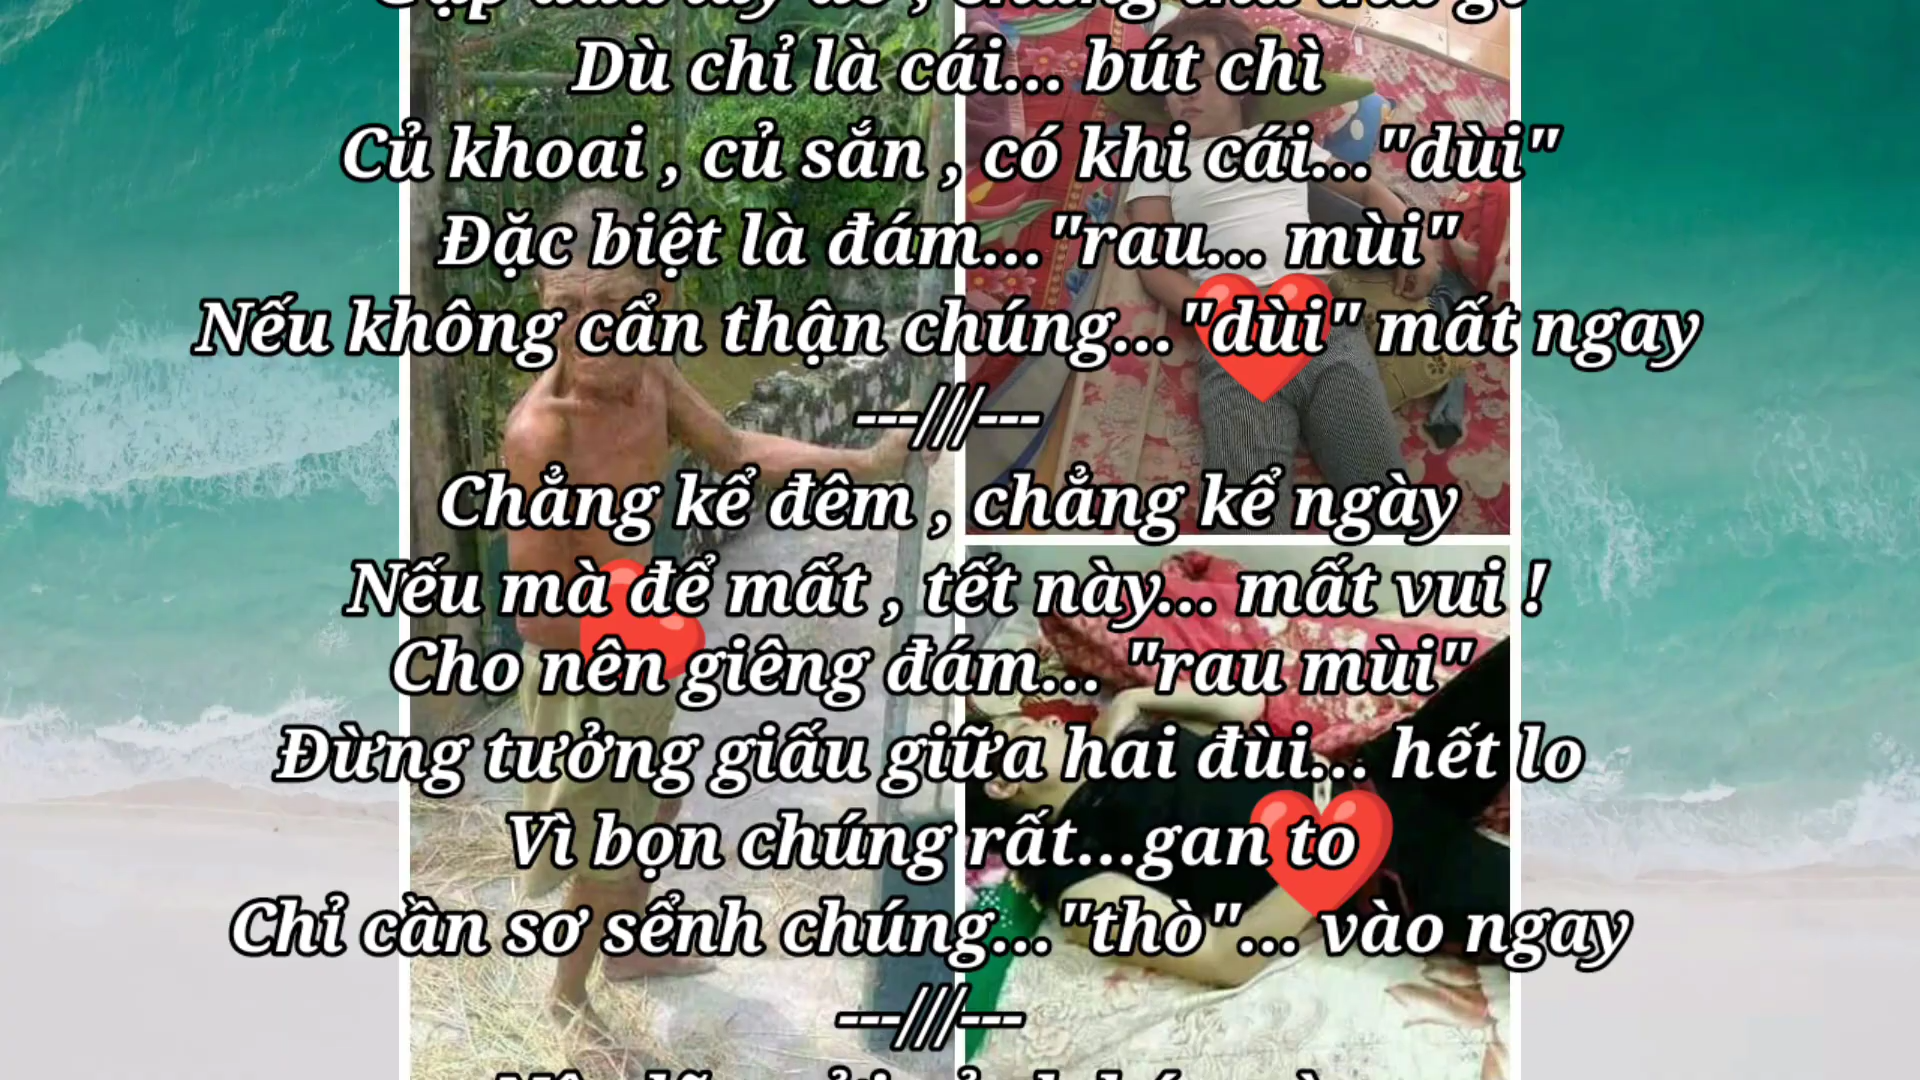 Dù chỉ là cái... bút chì
Củ khoai , củ sắn , có khi cái..."dùi"
Đặc biệt là đám..."rau... mùi"
Nếu không cẩn thận chúng..."dùi" mất ngay
---///---
Chẳng kể đêm , chẳng kể ngày
Nếu mà để mất , tết này... mất vui !
Cho nên giêng đám... "rau mùi"
Đừng tưởng giấu giữa hai đùi... hết lo
Vì bọn chúng rất...gan to
Chỉ cần sơ sểnh chúng..."thò"... vào ngay
---///---